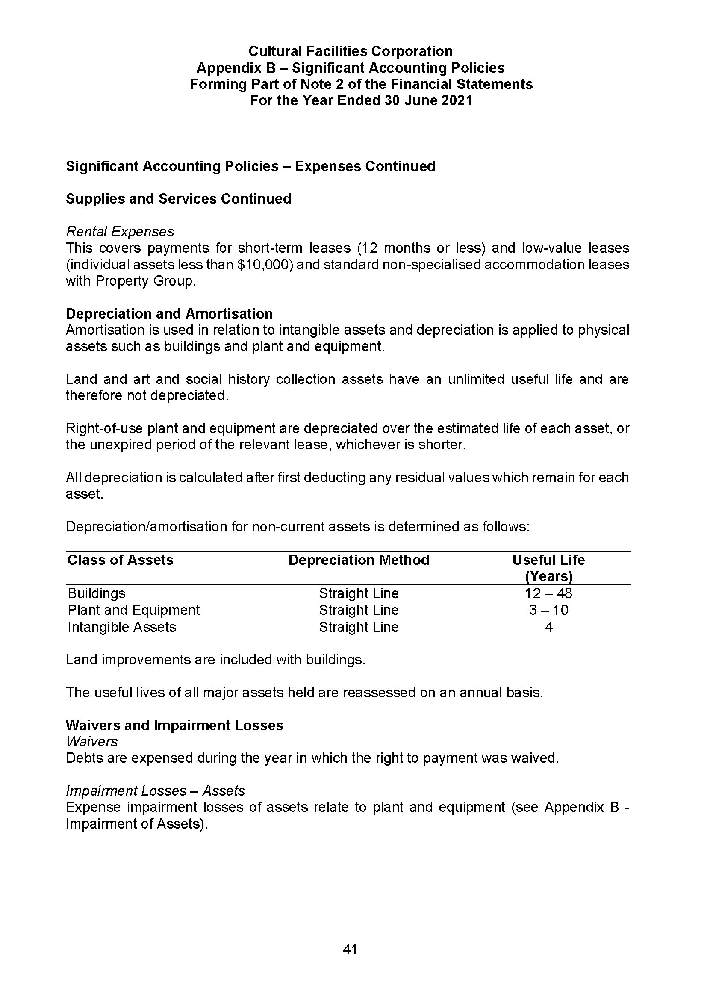 Cultural Facilities Corporation
Appendix B – Significant Accounting Policies
Forming Part of Note 2 of the Financial Statements
For the Year Ended 30 June 2021
Significant Accounting Policies – Expenses Continued
Supplies and Services Continued
Rental Expenses
This covers payments for short-term leases (12 months or less) and low-value leases
(individual assets less than $10,000) and standard non-specialised accommodation leases
with Property Group.
Depreciation and Amortisation
Amortisation is used in relation to intangible assets and depreciation is applied to physical
assets such as buildings and plant and equipment.
Land and art and social history collection assets have an unlimited useful life and are
therefore not depreciated.
Right-of-use plant and equipment are depreciated over the estimated life of each asset, or
the unexpired period of the relevant lease, whichever is shorter.
All depreciation is calculated after first deducting any residual values which remain for each
asset.
Depreciation/amortisation for non-current assets is determined as follows:
Class of Assets Depreciation Method Useful Life
(Years)
Buildings Straight Line 12 – 48
Plant and Equipment Straight Line 3 – 10
Intangible Assets Straight Line 4
Land improvements are included with buildings.
The useful lives of all major assets held are reassessed on an annual basis.
Waivers and Impairment Losses
Waivers
Debts are expensed during the year in which the right to payment was waived.
Impairment Losses – Assets
Expense impairment losses of assets relate to plant and equipment (see Appendix B -
Impairment of Assets).
41